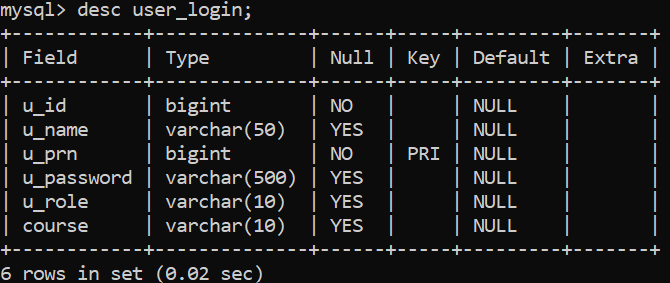 mysql> desc user_login;
+------------+--------------+------+-----+---------+-------+
| Field      | Type         | Null | Key | Default | Extra |
+------------+--------------+------+-----+---------+-------+
| u_id       | bigint       | NO   |     | NULL    |       |
| u_name     | varchar(50)  | YES  |     | NULL    |       |
| u_prn      | bigint       | NO   | PRI | NULL    |       |
| u_password | varchar(500) | YES  |     | NULL    |       |
| u_role     | varchar(10)  | YES  |     | NULL    |       |
| course     | varchar(10)  | YES  |     | NULL    |       |
+------------+--------------+------+-----+---------+-------+
6 rows in set (0.02 sec)